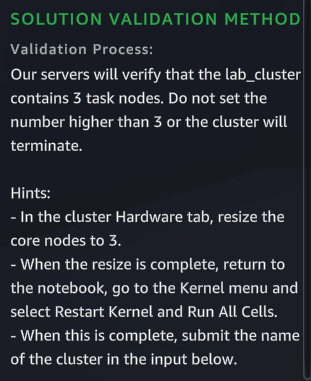 SOLUTION VALIDATION METHOD
Validation Process:
Our servers will verify that the lab_cluster
contains 3 task nodes. Do not set the
number higher than 3 or the cluster will
terminate.
Hints:
- In the cluster Hardware tab, resize the
core nodes to 3.
- When the resize is complete, return to
the notebook, go to the Kernel menu and
select Restart Kernel and Run All Cells.
- When this is complete, submit the name
of the cluster in the input below.